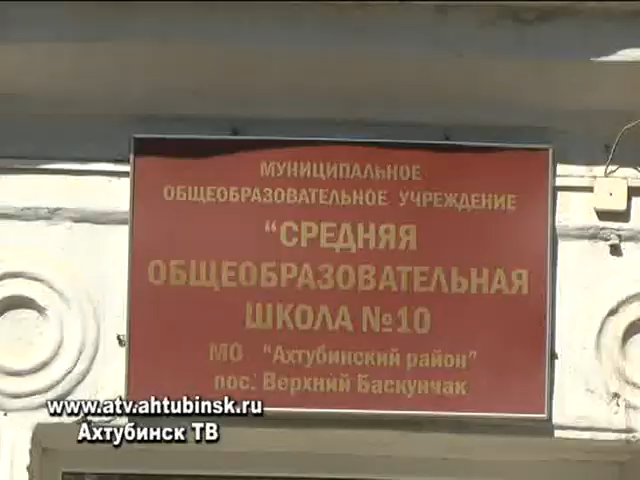 МУНИЦИПАЛЬНОЕ
ОБЩЕОБРАЗОВАТЕЛЬНОЕ УЧРЕЖДЕНИЕ
“СРЕДНЯЯ
ОБЩЕОБРАЗОВАТЕЛЬНАЯ
ШКОЛА №10
МО "Ахтубинский район"
пос. Верхний Баскунчак
www.atv.ahtubinsk.ru
Ахтубинск ТВ